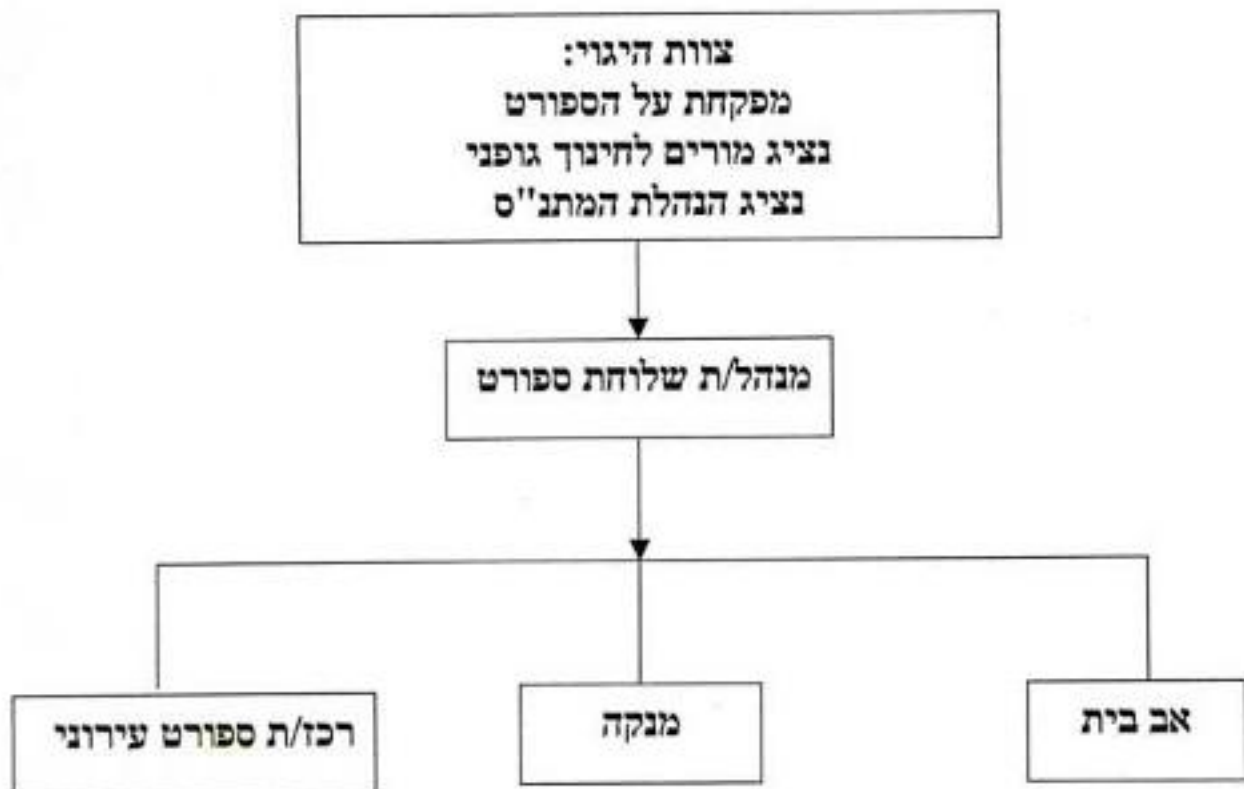 צוות היגוי:
מפקחת על הספורט
נציג מורים לחינוך גופני
נציג הנהלת המתנ"ס
מנהל/ת שלוחת ספורט
אב בית
מנקה
רכז/ת ספורט עירוני